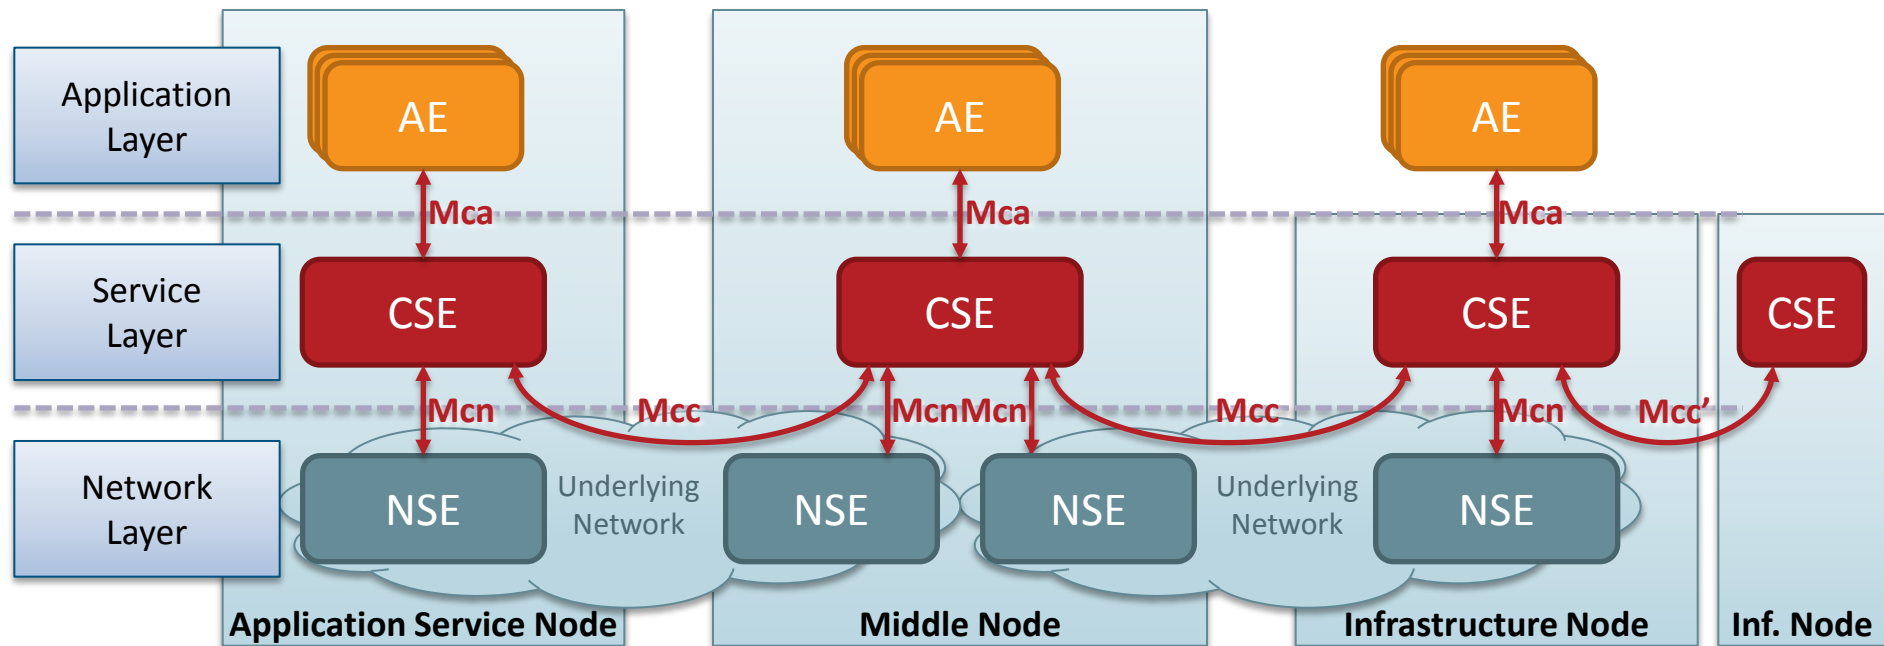 Application
Layer
AE
AE
AE
Mca
Mca
Mca
Service
Layer
CSE
CSE
CSE
CSE
Mcn
Mcc
Mcn
Mcn
Mcc
Mcn
Mcc’
Network
Layer
NSE
Underlying
Network
NSE
NSE
Underlying
Network
NSE
Application Service Node
Middle Node
Infrastructure Node
Inf. Node